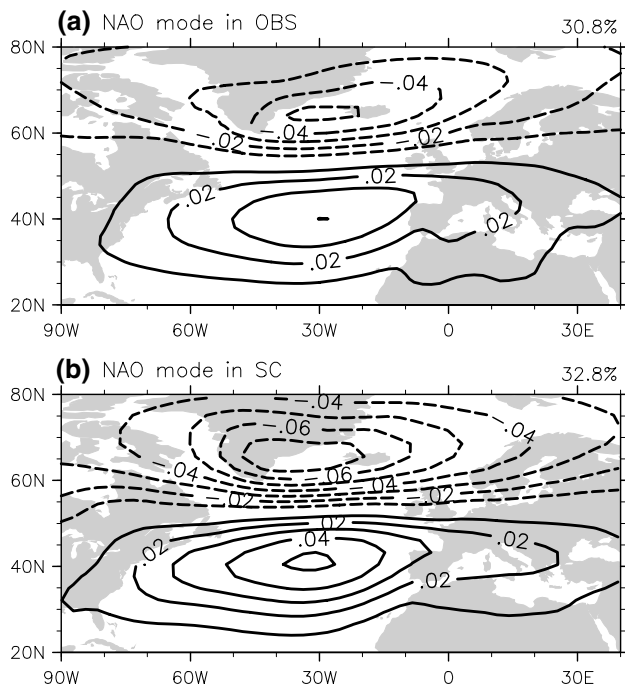 (a) NAO mode in OBS 30.8%
80N
−.04
60N
−.02 −.04 −.02
.02
.02
40N
.02
.02
20N
90W 60W 30W 0 30E
(b) NAO mode in SC 32.8%
80N
−.04
−.06 −.04
−.04 −.06
60N
−.04
−.02 −.02
.02
.02 .04 .02
40N
.02
20N
90W 60W 30W 0 30E